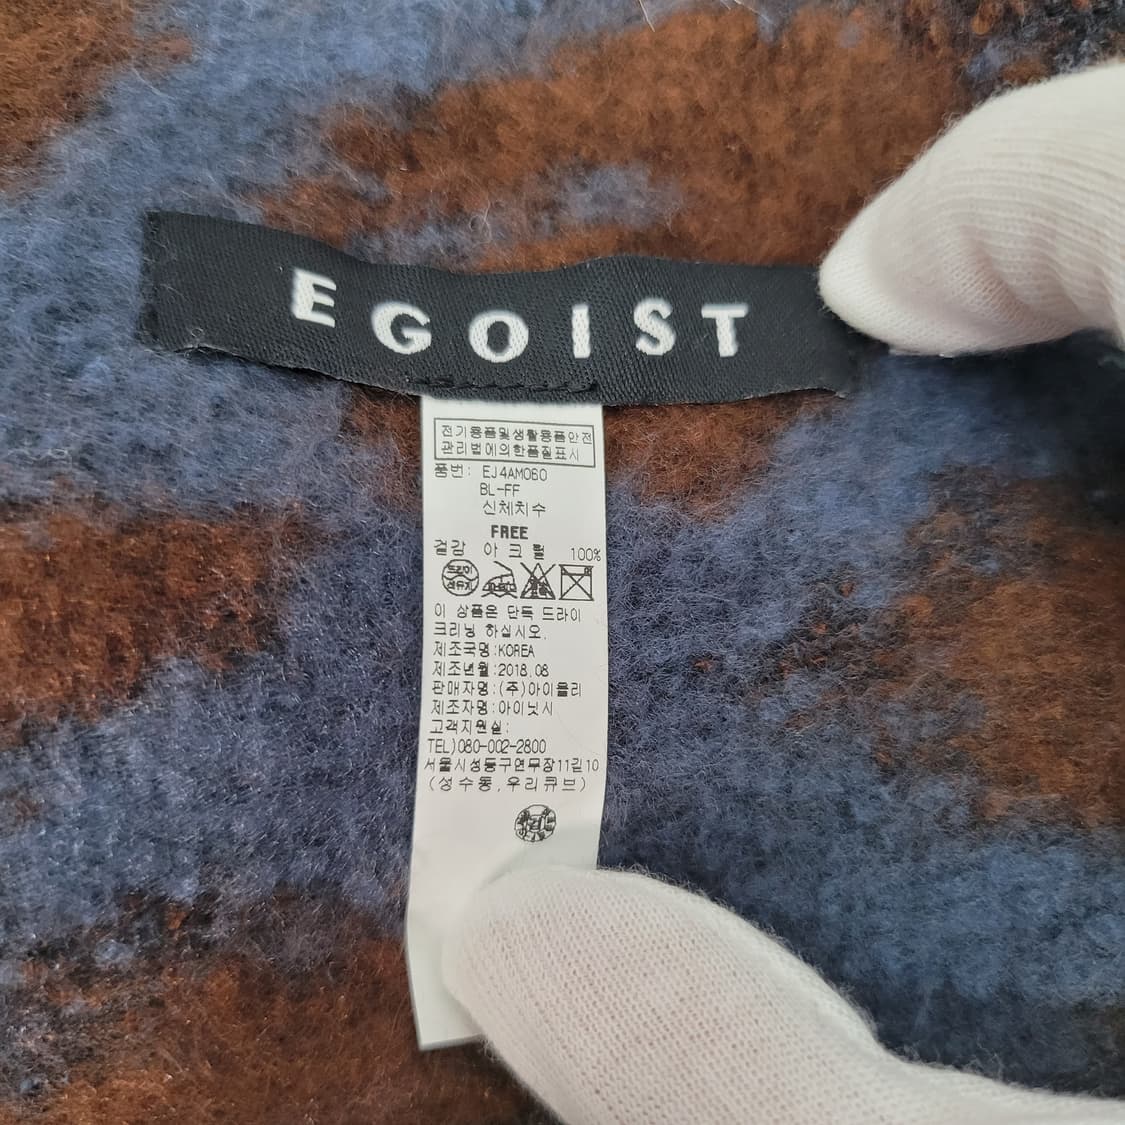 EGOIST
전기용품및생활용품안전
관리법에의한품질표시
품번: EJ4AM060
BL-FF
신체치수
FREE
겉감 아크릴 100%
드라이
이 상품은 단독 드라이
크리닝 하십시오.
제조국명:KOREA
제조년월:2018.08
판매자명:(주)아이올리
제조자명:아이닛시
고객지원실:
TEL)080-002-2800
서울시성동구연무장11길10
(성수동,우리큐브)